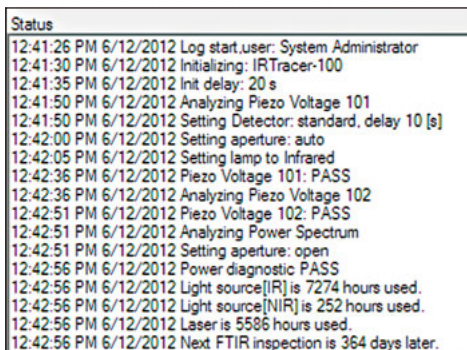 Status
12:41:26 PM 6/12/2012 Log start,user: System Administrator
12:41:30 PM 6/12/2012 Initializing: IRTracer-100
12:41:35 PM 6/12/2012 Init delay: 20 s
12:41:50 PM 6/12/2012 Analyzing Piezo Voltage 101
12:41:50 PM 6/12/2012 Setting Detector: standard, delay 10 [s]
12:42:00 PM 6/12/2012 Setting aperture: auto
12:42:05 PM 6/12/2012 Setting lamp to Infrared
12:42:36 PM 6/12/2012 Piezo Voltage 101: PASS
12:42:36 PM 6/12/2012 Analyzing Piezo Voltage 102
12:42:51 PM 6/12/2012 Piezo Voltage 102: PASS
12:42:51 PM 6/12/2012 Analyzing Power Spectrum
12:42:51 PM 6/12/2012 Setting aperture: open
12:42:56 PM 6/12/2012 Power diagnostic PASS
12:42:56 PM 6/12/2012 Light source[IR] is 7274 hours used.
12:42:56 PM 6/12/2012 Light source[NIR] is 252 hours used.
12:42:56 PM 6/12/2012 Laser is 5586 hours used.
12:42:56 PM 6/12/2012 Next FTIR inspection is 364 days later.